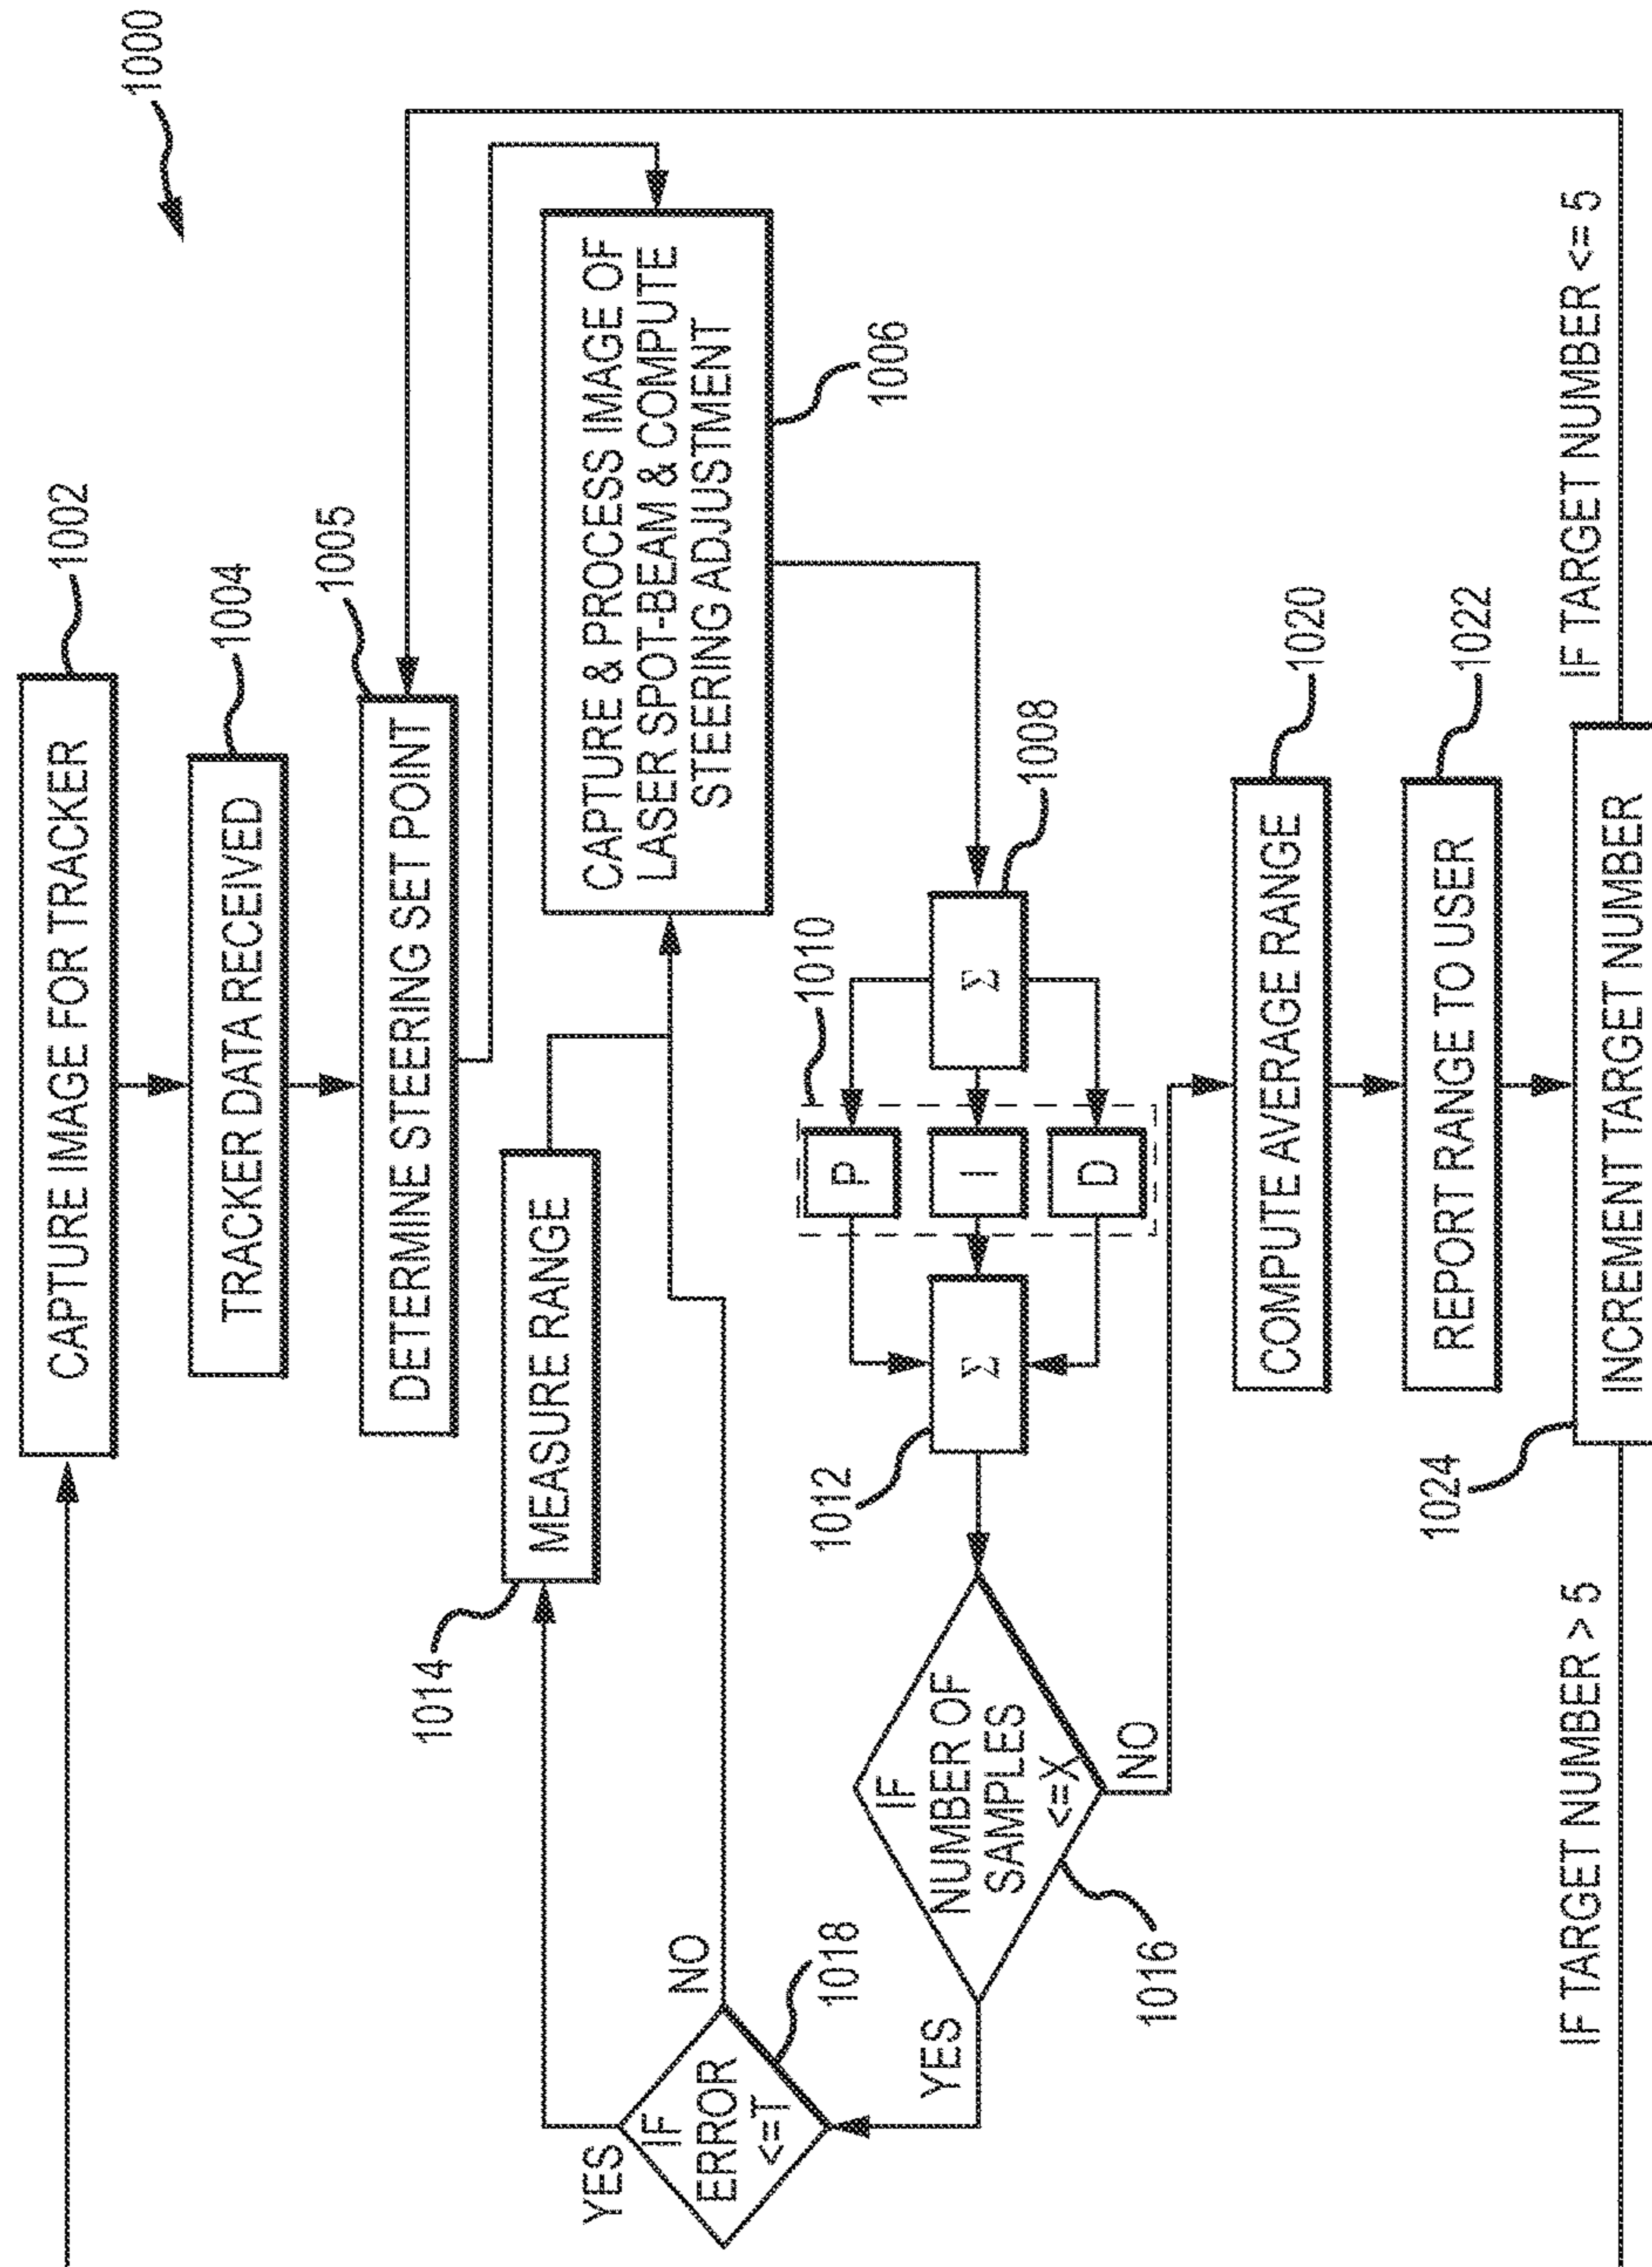 1000
CAPTURE IMAGE FOR TRACKER
1002
TRACKER DATA RECEIVED
1004
DETERMINE STEERING SET POINT
1005
MEASURE RANGE
1014
CAPTURE & PROCESS IMAGE OF
LASER SPOT-BEAM & COMPUTE
STEERING ADJUSTMENT
1006
YES
IF
ERROR
<=T
NO
1018
1010
P
I
D
Σ
1008
Σ
1012
IF
NUMBER OF
SAMPLES
<=X
YES
NO
1016
COMPUTE AVERAGE RANGE
1020
REPORT RANGE TO USER
1022
INCREMENT TARGET NUMBER
1024
IF TARGET NUMBER > 5
IF TARGET NUMBER <= 5